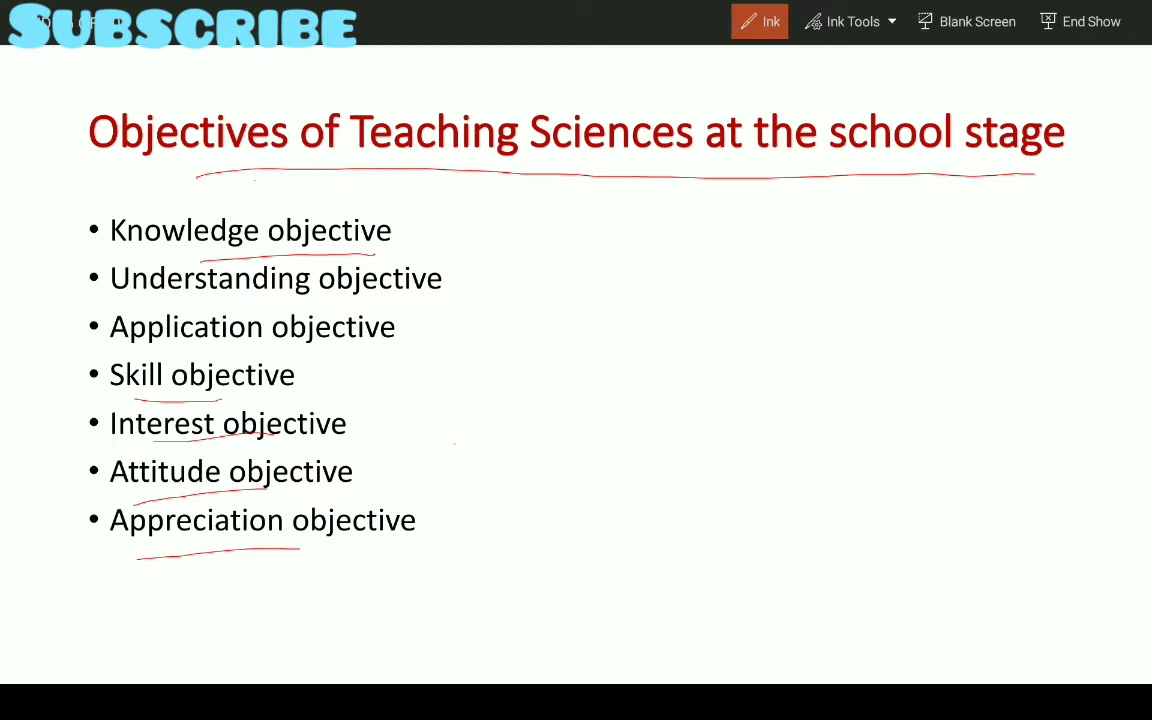 SUBSCRIBE
Ink
Ink Tools
Blank Screen
End Show
Objectives of Teaching Sciences at the school stage
• Knowledge objective
• Understanding objective
• Application objective
• Skill objective
• Interest objective
• Attitude objective
• Appreciation objective